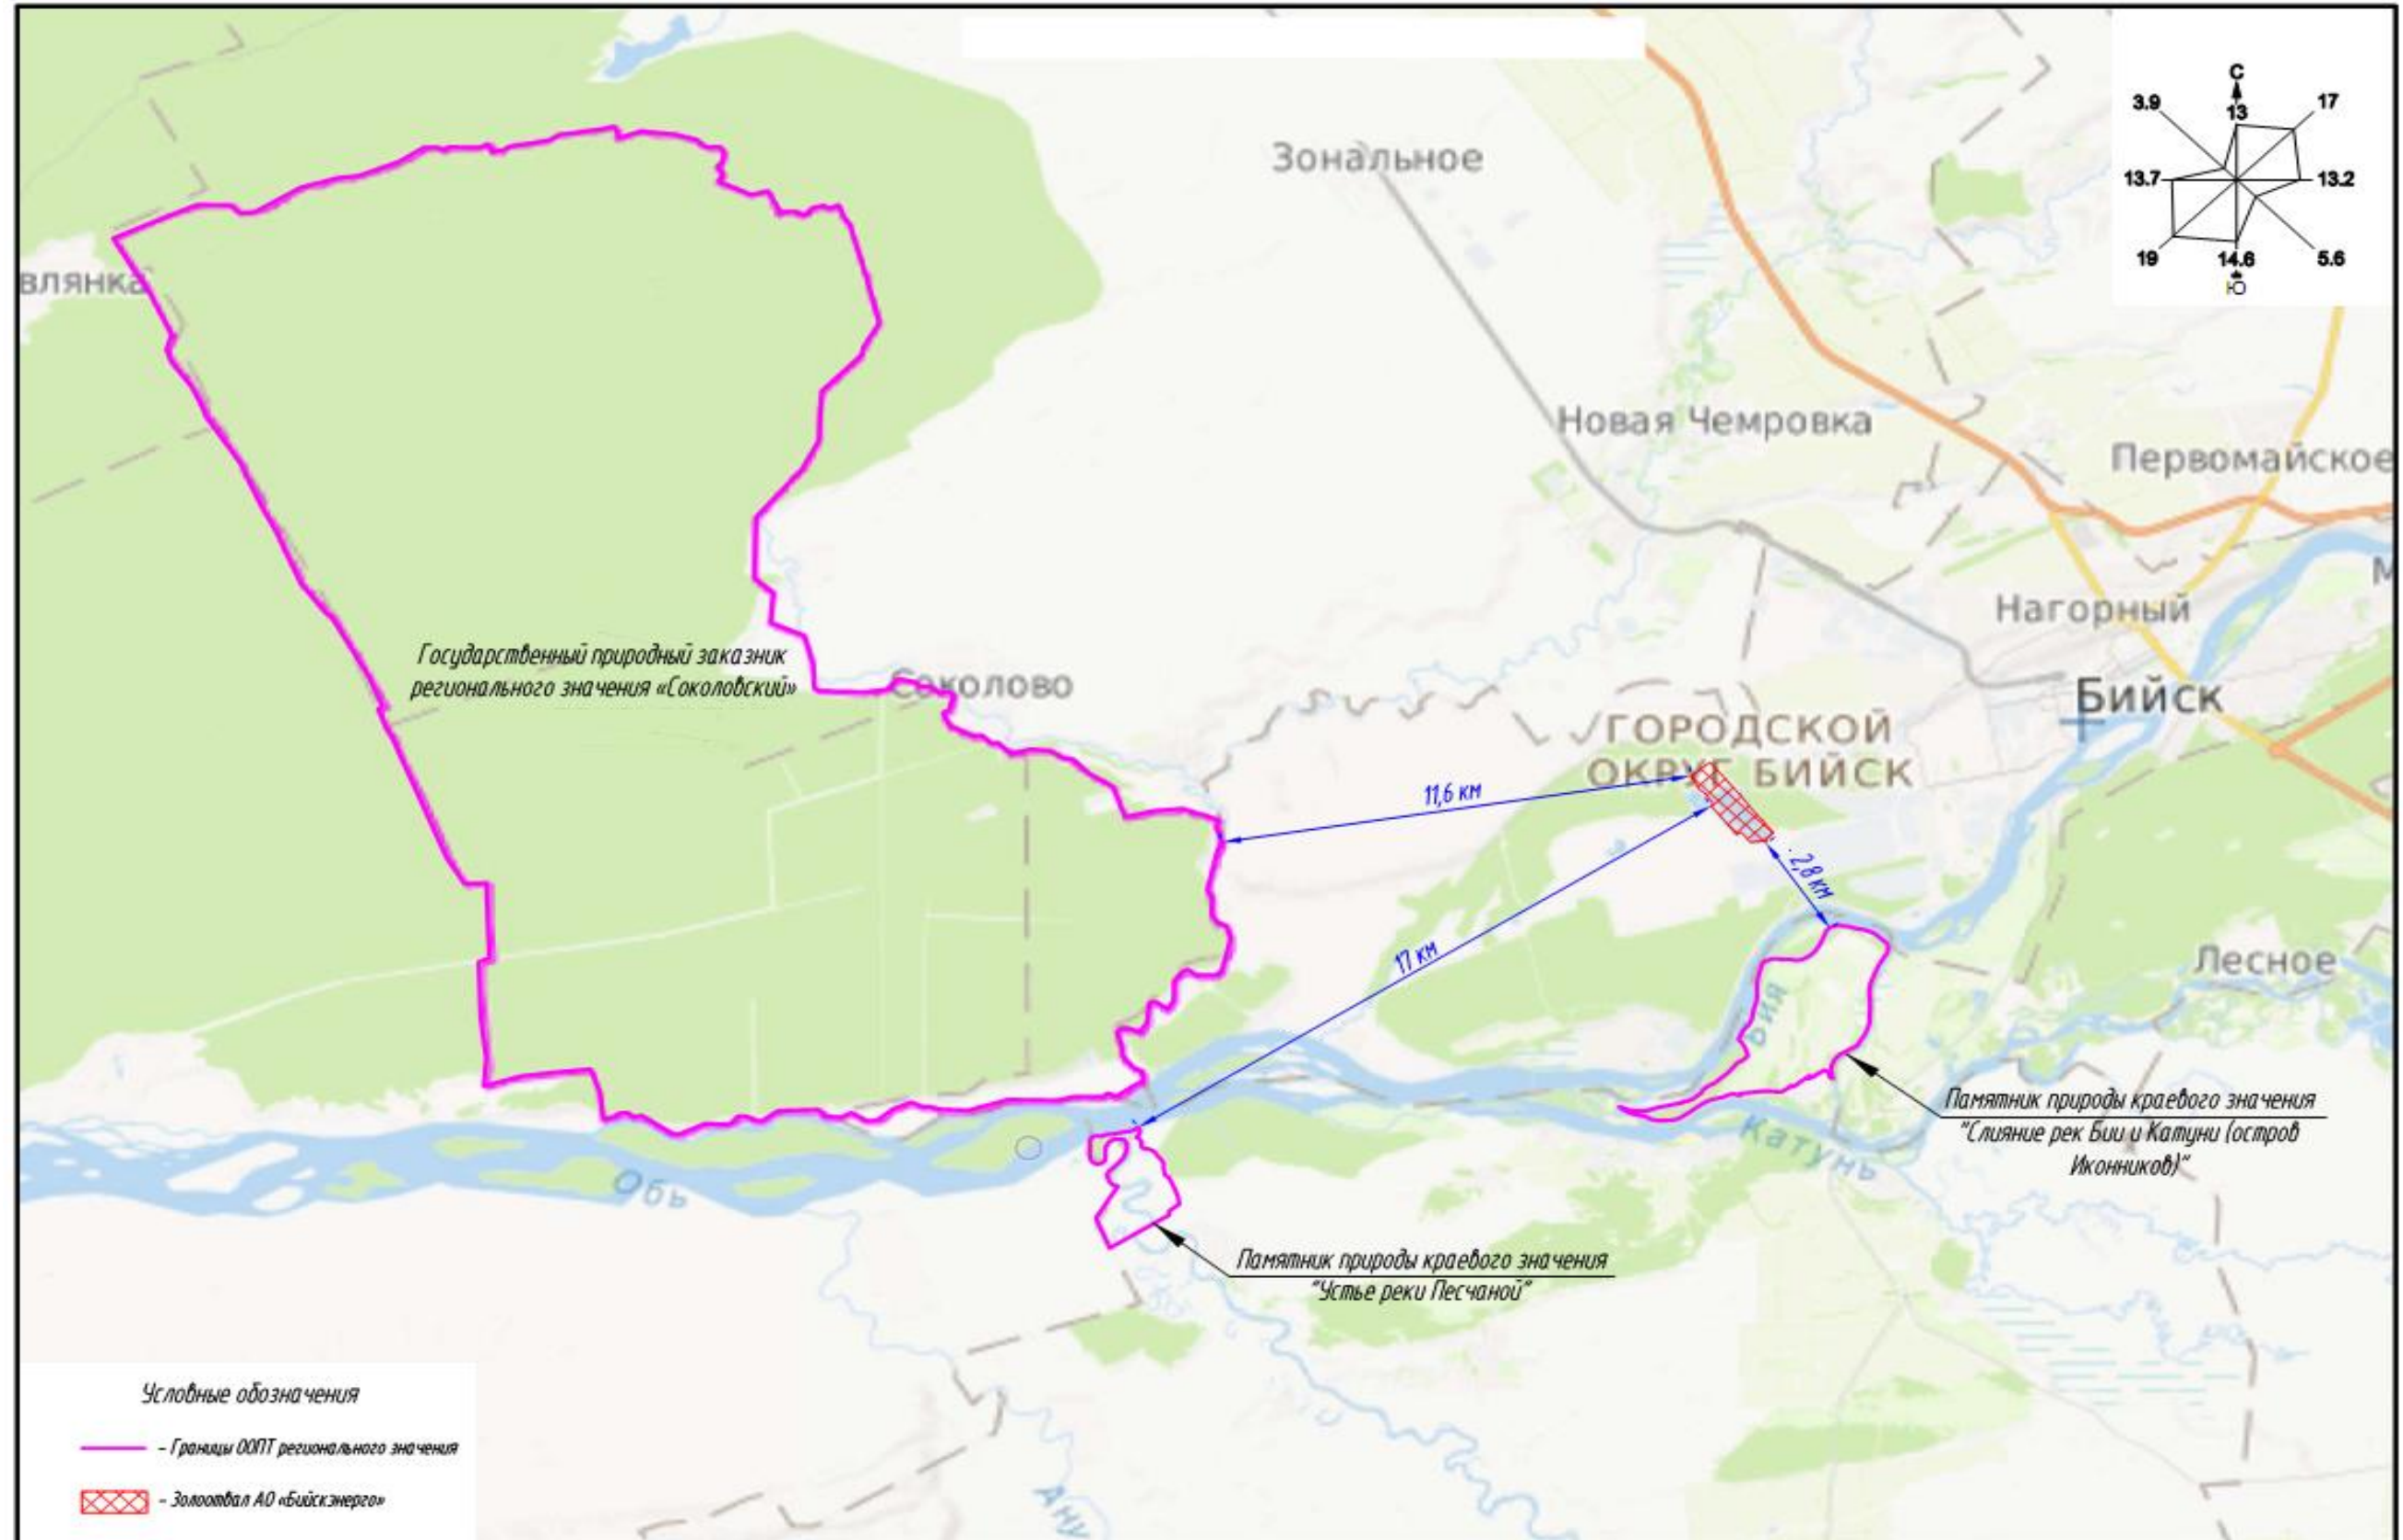 С
3.9
13
17
13.7
13.2
19
14.6
5.6
Ю
Зональное
влянка
Новая Чемровка
Первомайское
Нагорный
М
Государственный природный заказник
регионального значения «Соколовский»
Соколово
Бийск
ГОРОДСКОЙ
ОКРУГ БИЙСК
11,6 км
2,8 км
17 км
Лесное
Бия
Памятник природы краевого значения
"Слияние рек Бии и Катуни (остров
Иконников)"
Катунь
Обь
Памятник природы краевого значения
"Устье реки Песчаной"
Условные обозначения
- Границы ООПТ регионального значения
- Золоотвал АО «Бийскэнерго»
Ану